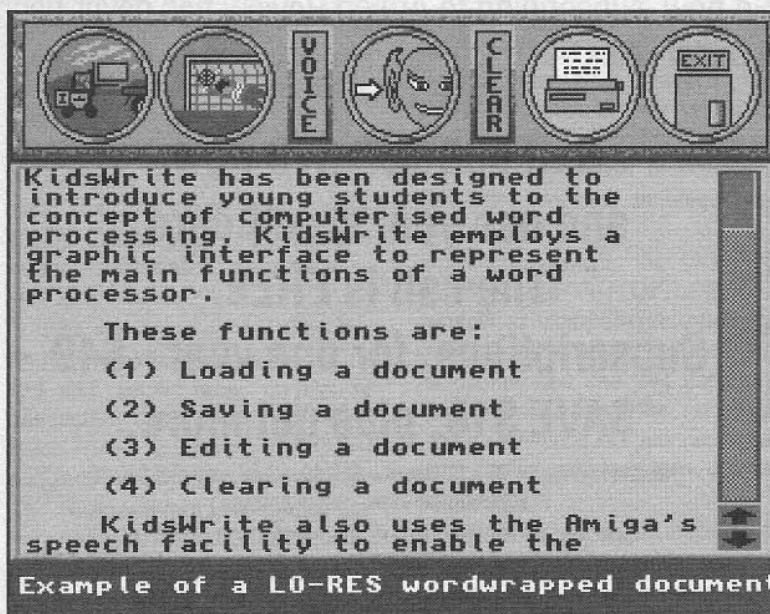 VOICE
CLEAR
EXIT
KidsWrite has been designed to
introduce young students to the
concept of computerised word
processing. KidsWrite employs a
graphic interface to represent
the main functions of a word
processor.
These functions are:
(1) Loading a document
(2) Saving a document
(3) Editing a document
(4) Clearing a document
KidsWrite also uses the Amiga's
speech facility to enable the
Example of a LO-RES wordwrapped document